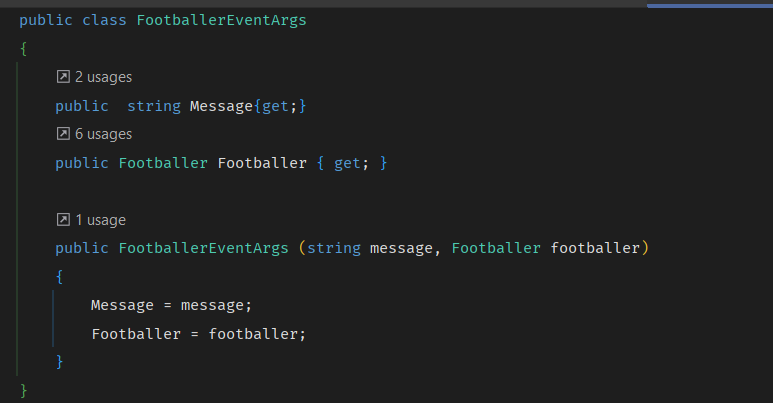 public class FootballerEventArgs
{
2 usages
public  string Message{get;}
6 usages
public Footballer Footballer { get; }
1 usage
public FootballerEventArgs (string message, Footballer footballer)
{
Message = message;
Footballer = footballer;
}
}